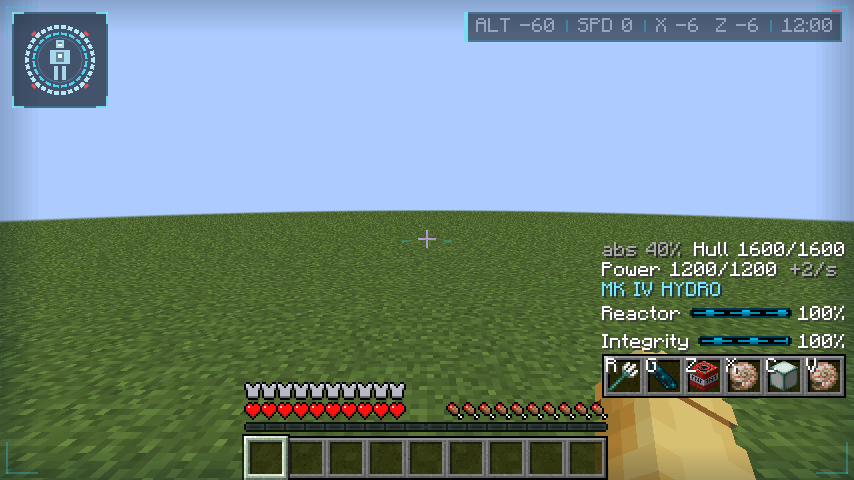 ALT -60 | SPD 0 | X -6 Z -6 | 12:00
abs 40% Hull 1600/1600
Power 1200/1200 +2/s
MK IV HYDRO
Reactor 100%
Integrity 100%
R G Z X C V